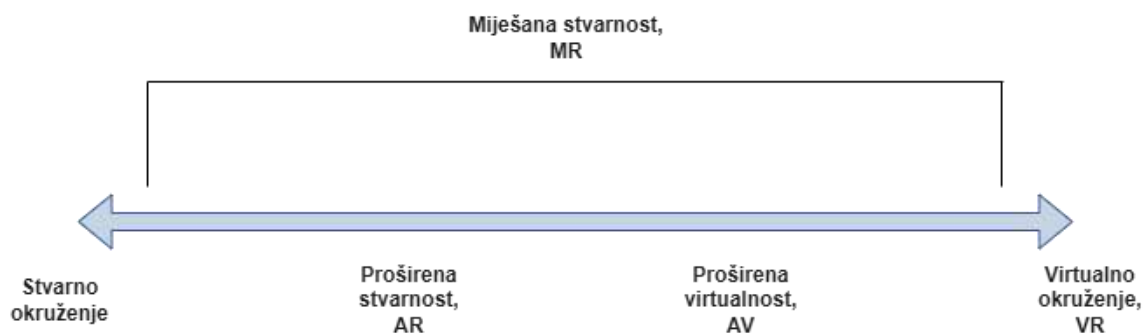 Miješana stvarnost,
MR
Stvarno
okruženje
Proširena
stvarnost,
AR
Proširena
virtualnost,
AV
Virtualno
okruženje,
VR